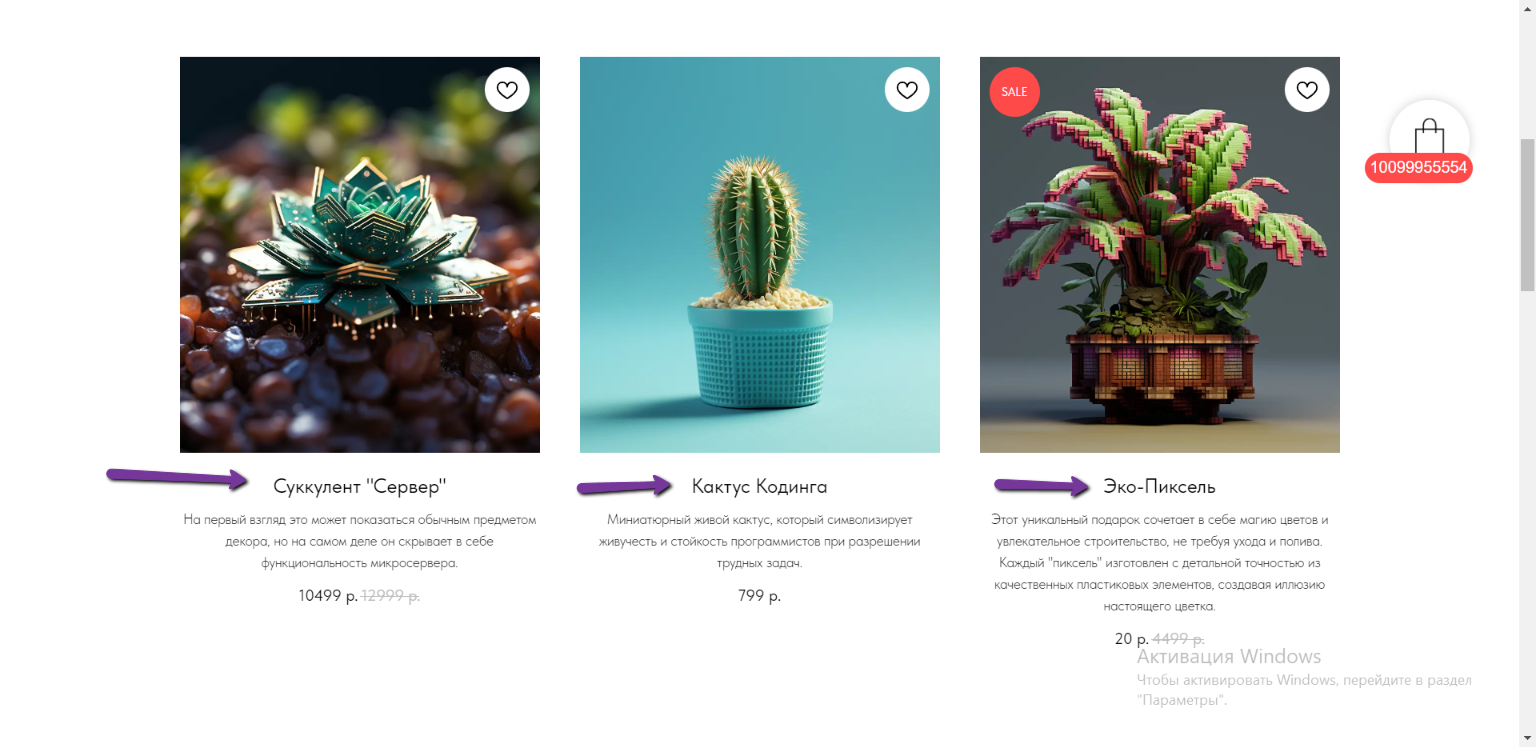 SALE
10099955554
Суккулент "Сервер"
На первый взгляд это может показаться обычным предметом
декора, но на самом деле он скрывает в себе
функциональность микросервера.
10499 р. 12999 р.
Кактус Кодинга
Миниатюрный живой кактус, который символизирует
живучесть и стойкость программистов при разрешении
трудных задач.
799 р.
Эко-Пиксель
Этот уникальный подарок сочетает в себе магию цветов и
увлекательное строительство, не требуя ухода и полива.
Каждый "пиксель" изготовлен с детальной точностью из
качественных пластиковых элементов, создавая иллюзию
настоящего цветка.
20 р. 4499 р.
Активация Windows
Чтобы активировать Windows, перейдите в раздел
"Параметры".